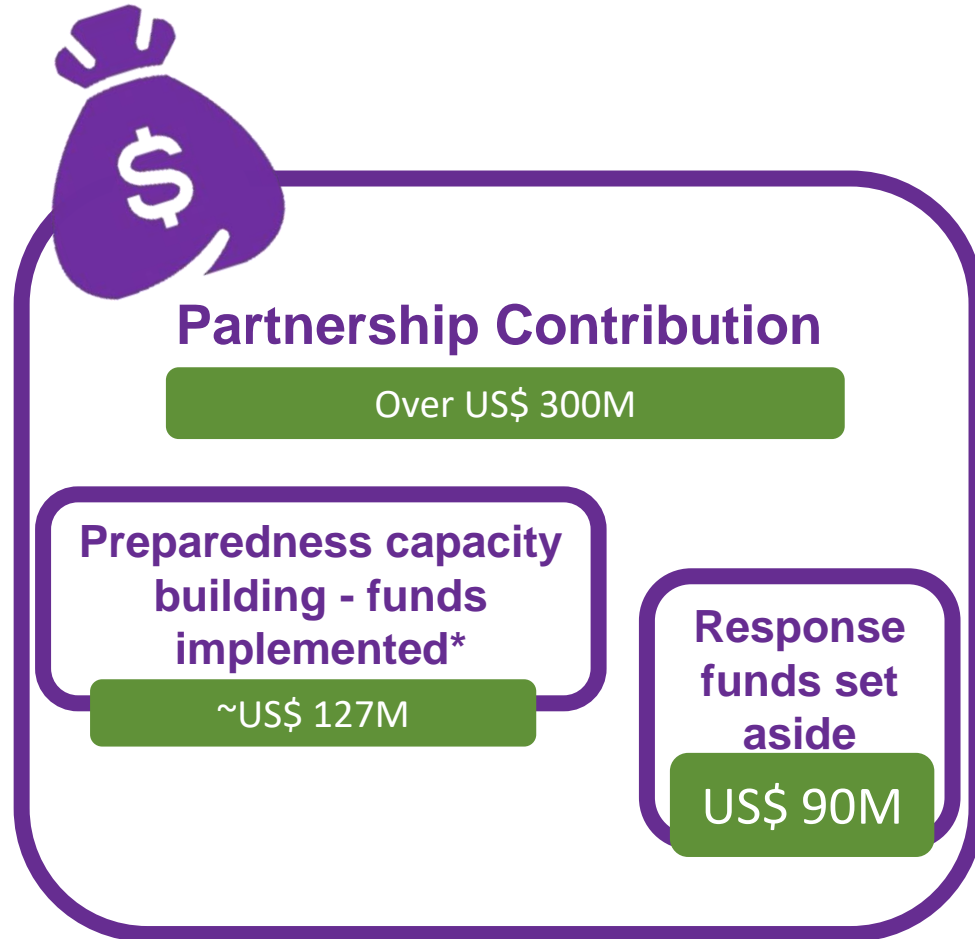 $
Partnership Contribution
Over US$ 300M
Preparedness capacity
building - funds
implemented*
~US$ 127M
Response
funds set
aside
US$ 90M